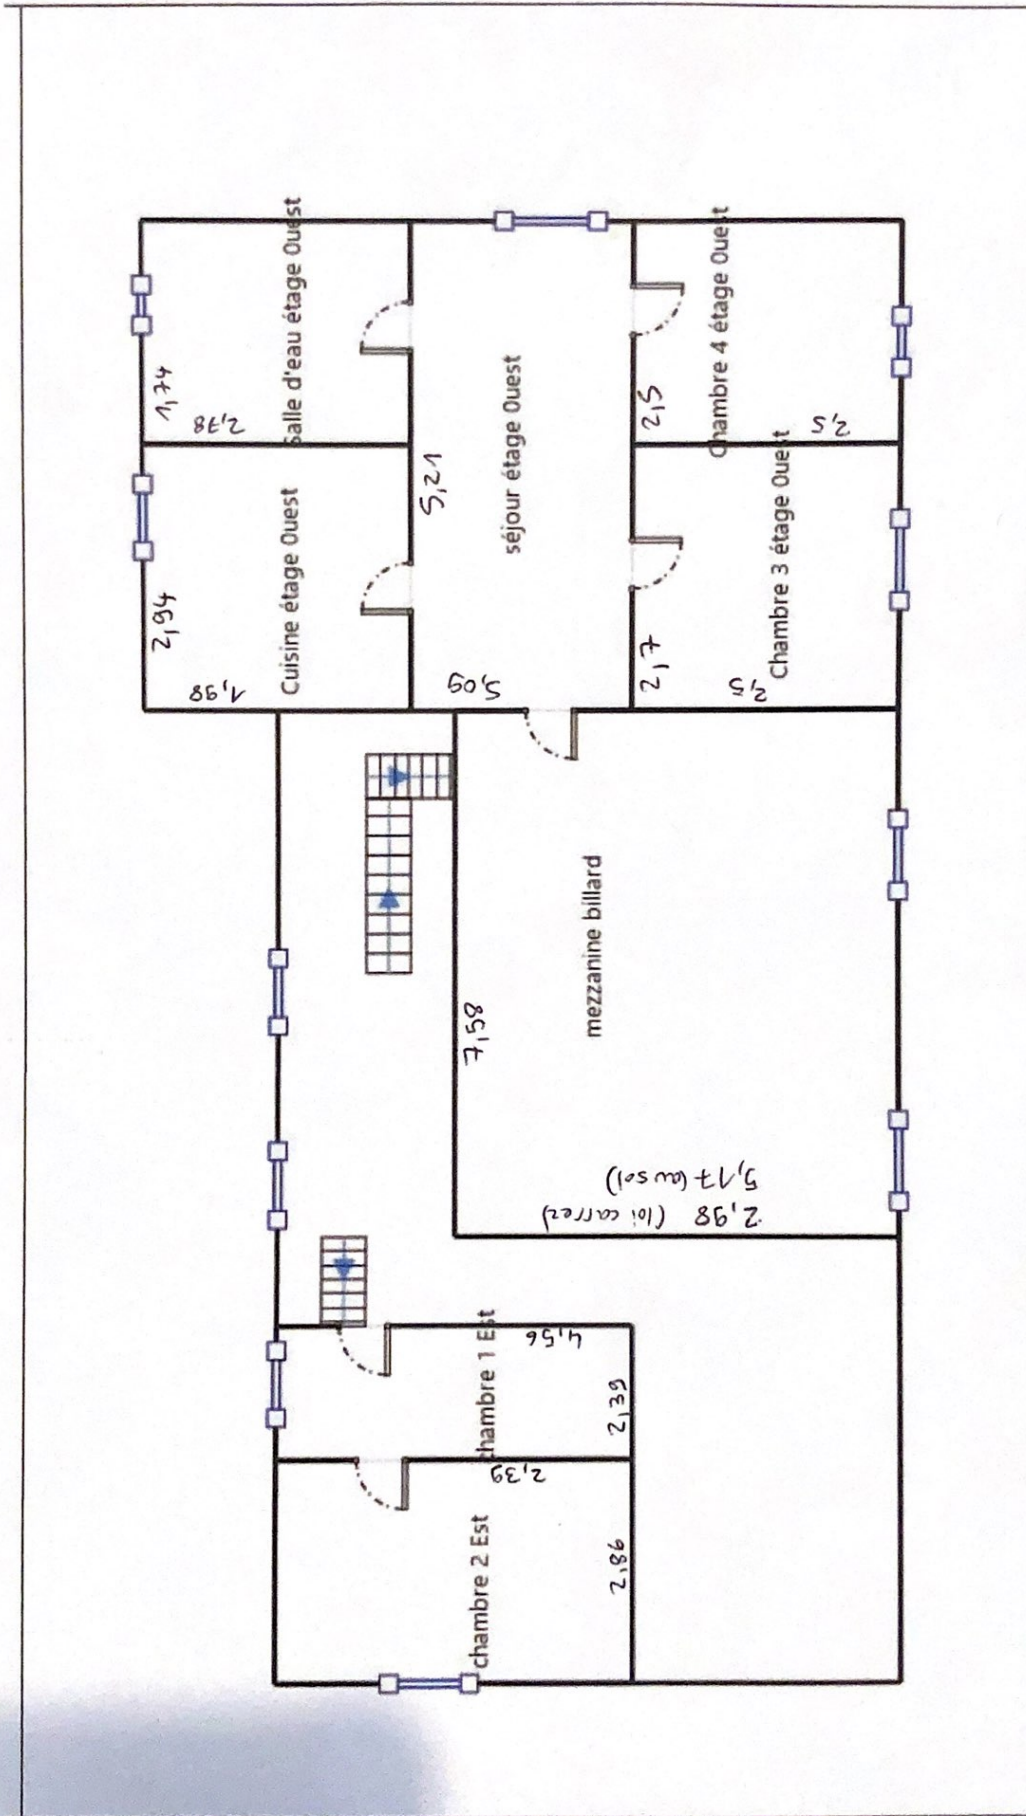 Salle d'eau étage Ouest
1,74
2,78
Cuisine étage Ouest
2,94
1,98
séjour étage Ouest
5,21
5,09
Chambre 4 étage Ouest
2,5
2,5
Chambre 3 étage Ouest
2,7
2,5
mezzanine billard
7,58
5,17 (au sol)
2,98 (loi carrez)
chambre 1 Est
4,56
2,39
chambre 2 Est
2,39
2,86